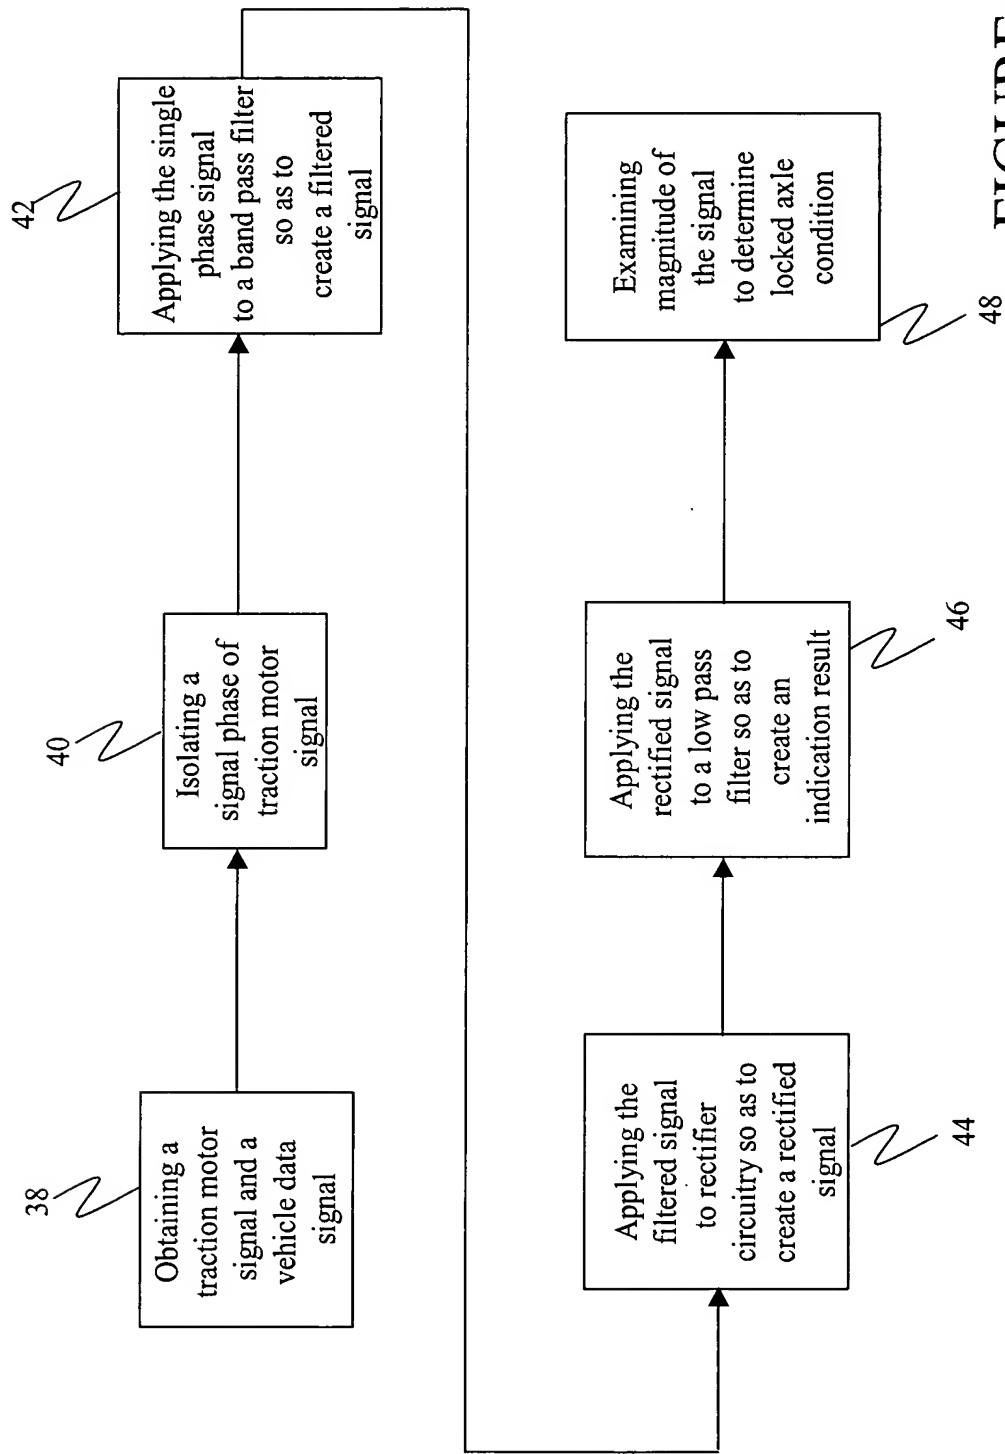 38
Obtaining a
traction motor
signal and a
vehicle data
signal
40
Isolating a
signal phase of
traction motor
signal
42
Applying the single
phase signal
to a band pass filter
so as to
create a filtered
signal
Applying the
filtered signal
to rectifier
circuitry so as to
create a rectified
signal
44
Applying the
rectified signal
to a low pass
filter so as to
create an
indication result
46
Examining
magnitude of
the signal
to determine
locked axle
condition
48
FIGURE